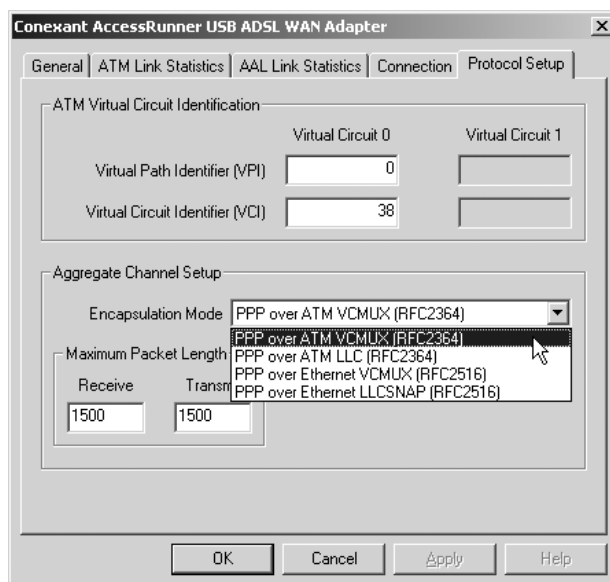 Conexant AccessRunner USB ADSL WAN Adapter
General ATM Link Statistics AAL Link Statistics Connection Protocol Setup
ATM Virtual Circuit Identification
Virtual Circuit 0 Virtual Circuit 1
Virtual Path Identifier (VPI) 0
Virtual Circuit Identifier (VCI) 38
Aggregate Channel Setup
Encapsulation Mode PPP over ATM VCMUX (RFC2364)
PPP over ATM VCMUX (RFC2364)
Maximum Packet Length PPP over ATM LLC (RFC2364)
PPP over Ethernet VCMUX (RFC2516)
Receive Transm PPP over Ethernet LLCSNAP (RFC2516)
1500 1500
OK Cancel Apply Help